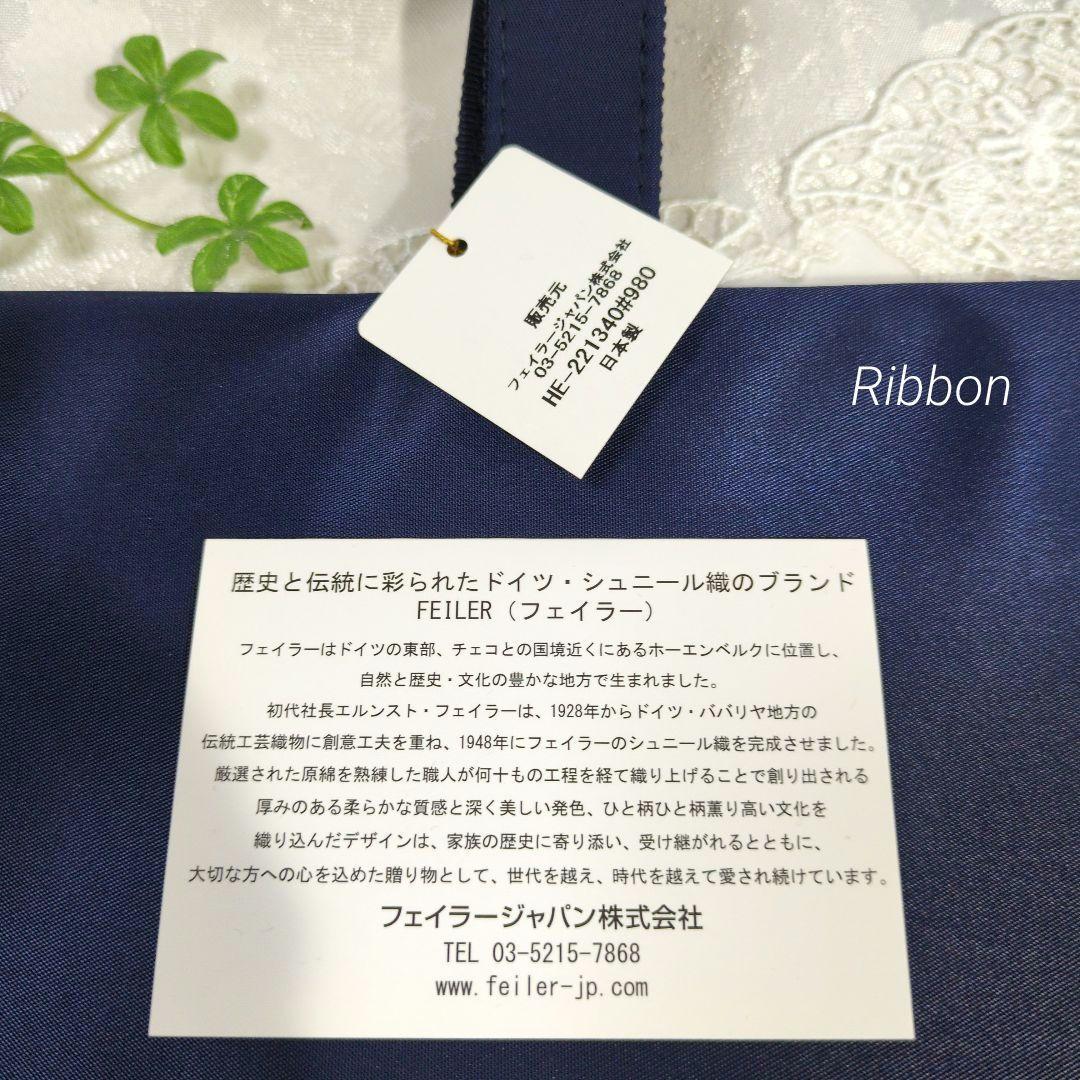 販売元
フェイラージャパン株式会社
03-5215-7868
HE-221340#980
日本製
Ribbon
歴史と伝統に彩られたドイツ・シュニール織のブランド
FEILER（フェイラー）
フェイラーはドイツの東部、チェコとの国境近くにあるホーエンベルクに位置し、
自然と歴史・文化の豊かな地方で生まれました。
初代社長エルンスト・フェイラーは、1928年からドイツ・ババリヤ地方の
伝統工芸織物に創意工夫を重ね、1948年にフェイラーのシュニール織を完成させました。
厳選された原綿を熟練した職人が何十もの工程を経て織り上げることで創り出される
厚みのある柔らかな質感と深く美しい発色、ひと柄ひと柄薫り高い文化を
織り込んだデザインは、家族の歴史に寄り添い、受け継がれるとともに、
大切な方への心を込めた贈り物として、世代を越え、時代を越えて愛され続けています。
フェイラージャパン株式会社
TEL 03-5215-7868
www.feiler-jp.com